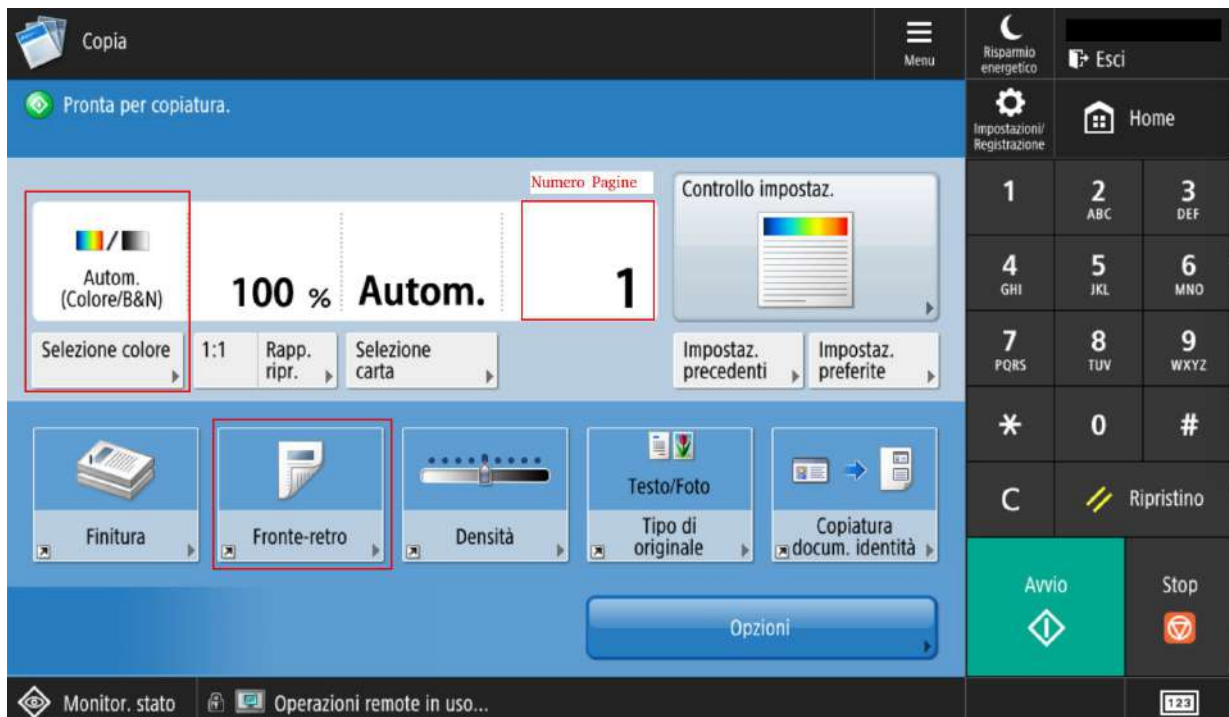 Copia
Menu
Risparmio
energetico
Esci
Pronta per copiatura.
Impostazioni/
Registrazione
Home
Numero Pagine
Autom.
(Colore/B&N)
100 %
Autom.
1
Controllo impostaz.
Selezione colore
1:1
Rapp.
ripr.
Selezione
carta
Impostaz.
precedenti
Impostaz.
preferite
Finitura
Fronte-retro
Densità
Testo/Foto
Tipo di
originale
Copiatura
docum. identità
Opzioni
1
2
ABC
3
DEF
4
GHI
5
JKL
6
MNO
7
PQRS
8
TUV
9
WXYZ
*
0
#
C
Ripristino
Avvio
Stop
Monitor. stato
Operazioni remote in uso...
123